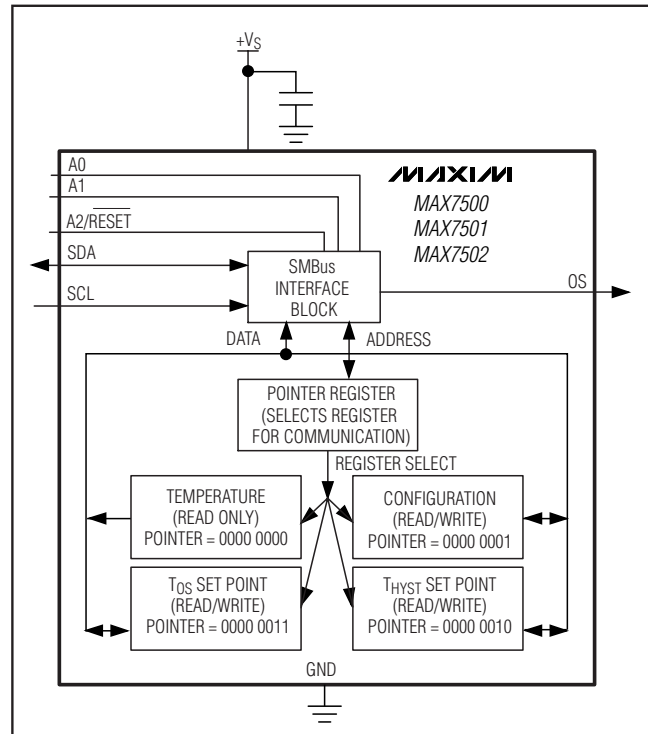 +VS
A0
A1
A2/RESET
SDA
SCL
MAXIM
MAX7500
MAX7501
MAX7502
SMBus
INTERFACE
BLOCK
OS
DATA
ADDRESS
POINTER REGISTER
(SELECTS REGISTER
FOR COMMUNICATION)
REGISTER SELECT
TEMPERATURE
(READ ONLY)
POINTER = 0000 0000
CONFIGURATION
(READ/WRITE)
POINTER = 0000 0001
TOS SET POINT
(READ/WRITE)
POINTER = 0000 0011
THYST SET POINT
(READ/WRITE)
POINTER = 0000 0010
GND